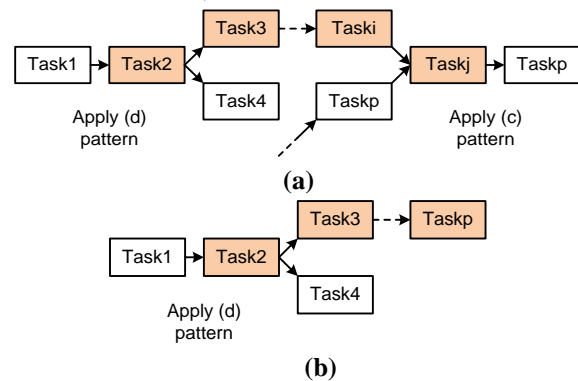 Task3 Taski
Task1 Task2 Taskj Taskp
Task4 Taskp
Apply (d) Apply (c)
pattern pattern
(a)
Task3 Taskp
Task1 Task2
Task4
Apply (d)
pattern
(b)